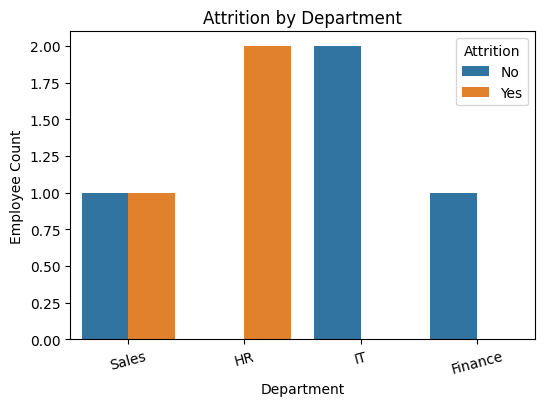 Attrition by Department
Attrition
No
Yes
Employee Count
2.00
1.75
1.50
1.25
1.00
0.75
0.50
0.25
0.00
Sales
HR
IT
Finance
Department